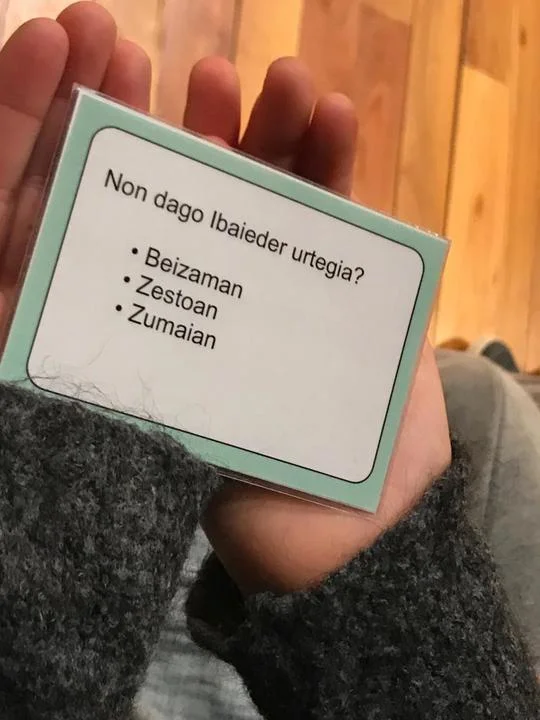 Non dago Ibaieder urtegia?
• Beizaman
• Zestoan
• Zumaian